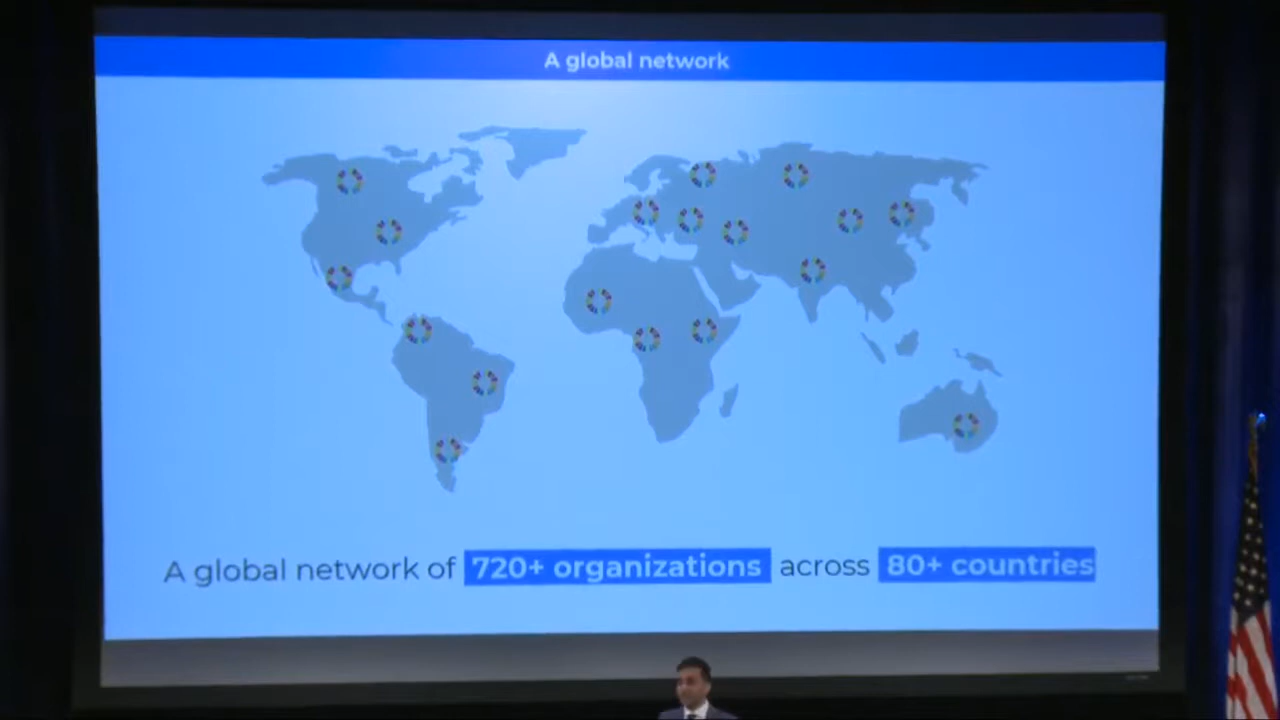 A global network
A global network of 720+ organizations across 80+ countries